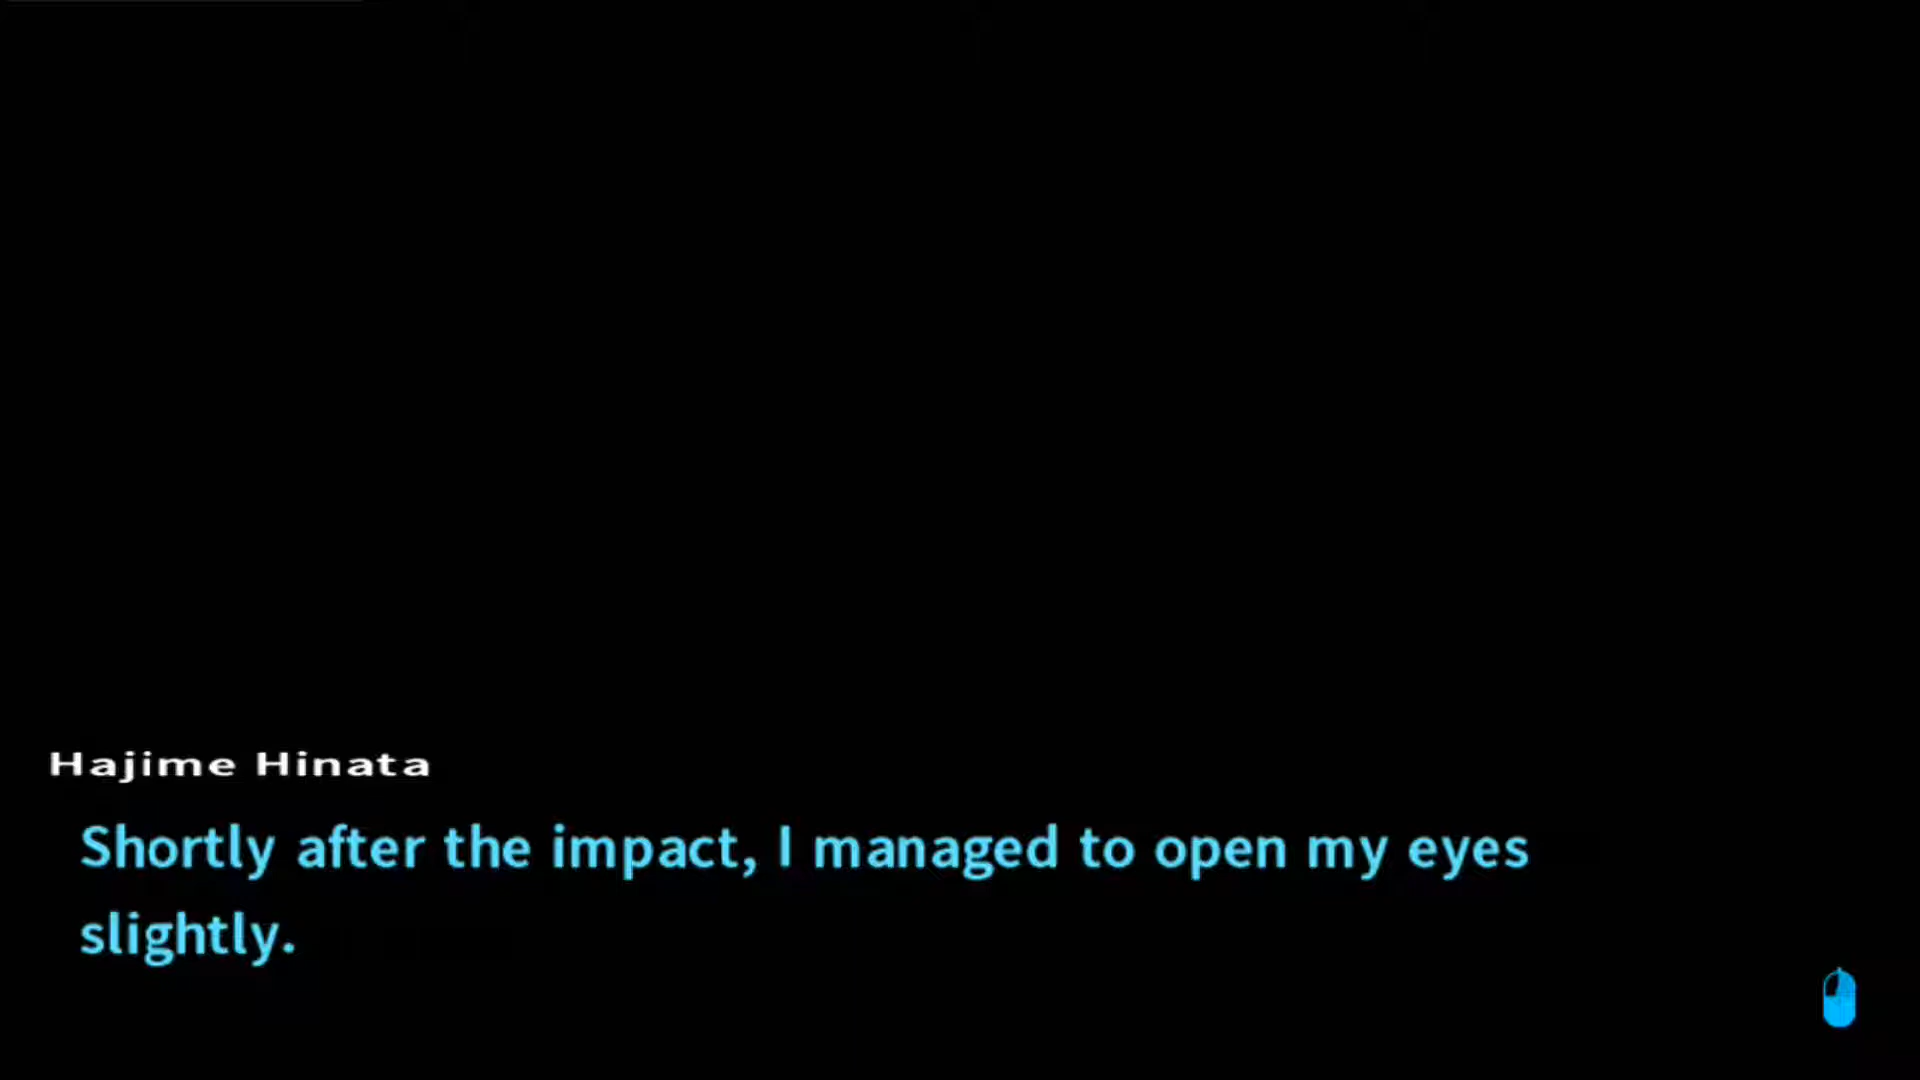 Hajime Hinata
Shortly after the impact, I managed to open my eyes
slightly.